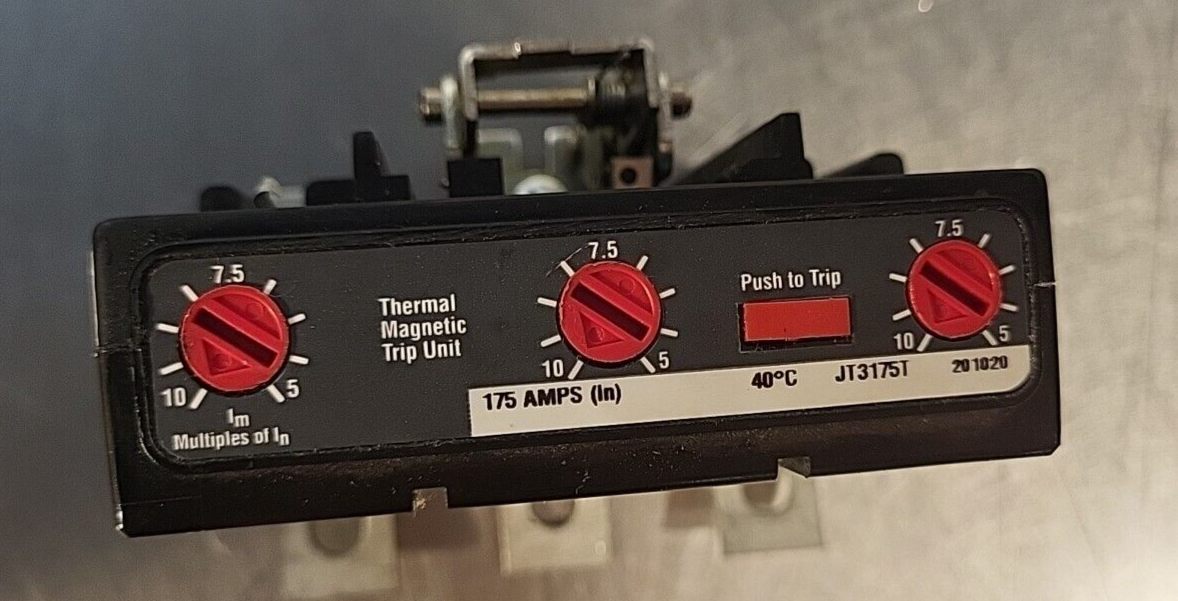 7.5
10
5
Im
Multiples of In
Thermal
Magnetic
Trip Unit
7.5
10
5
Push to Trip
7.5
10
5
175 AMPS (In)
40°C
JT3175T
201020